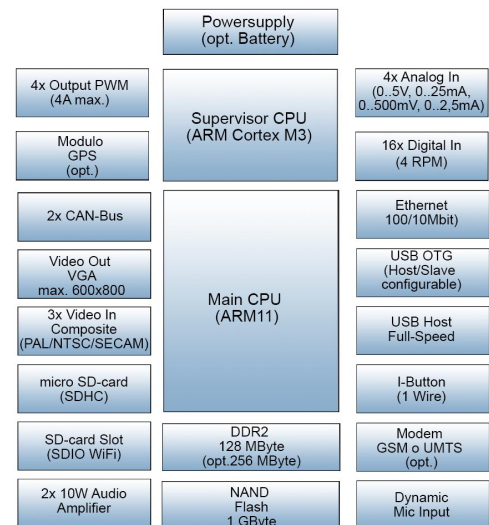 Powersupply
(opt. Battery)
4x Output PWM
(4A max.)
Modulo
GPS
(opt.)
2x CAN-Bus
Video Out
VGA
max. 600x800
3x Video In
Composite
(PAL/NTSC/SECAM)
micro SD-card
(SDHC)
SD-card Slot
(SDIO WiFi)
2x 10W Audio
Amplifier
Supervisor CPU
(ARM Cortex M3)
Main CPU
(ARM11)
DDR2
128 MByte
(opt.256 MByte)
NAND
Flash
1 GByte
4x Analog In
(0..5V, 0..25mA,
0..500mV, 0..2,5mA)
16x Digital In
(4 RPM)
Ethernet
100/10Mbit)
USB OTG
(Host/Slave
configurable)
USB Host
Full-Speed
I-Button
(1 Wire)
Modem
GSM o UMTS
(opt.)
Dynamic
Mic Input